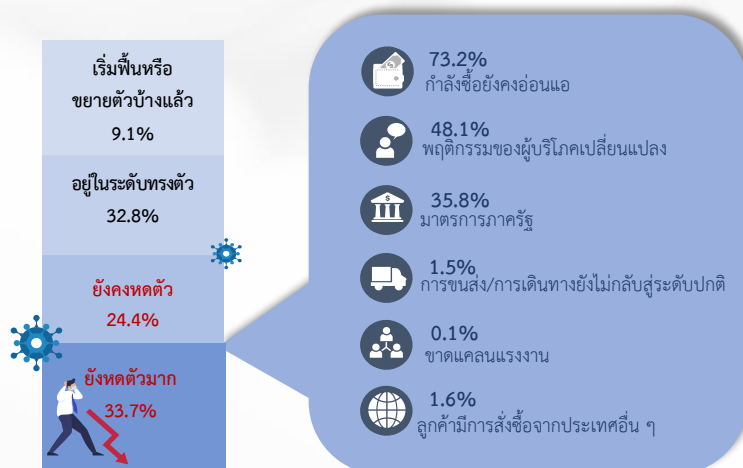 เริ่มฟื้นหรือ
ขยายตัวบ้างแล้ว
9.1%
อยู่ในระดับทรงตัว
32.8%
ยังคงหดตัว
24.4%
ยังหดตัวมาก
33.7%
73.2%
กำลังซื้อยังคงอ่อนแอ
48.1%
พฤติกรรมของผู้บริโภคเปลี่ยนแปลง
35.8%
มาตรการภาครัฐ
1.5%
การขนส่ง/การเดินทางยังไม่กลับสู่ระดับปกติ
0.1%
ขาดแคลนแรงงาน
1.6%
ลูกค้ามีการสั่งซื้อจากประเทศอื่น ๆ